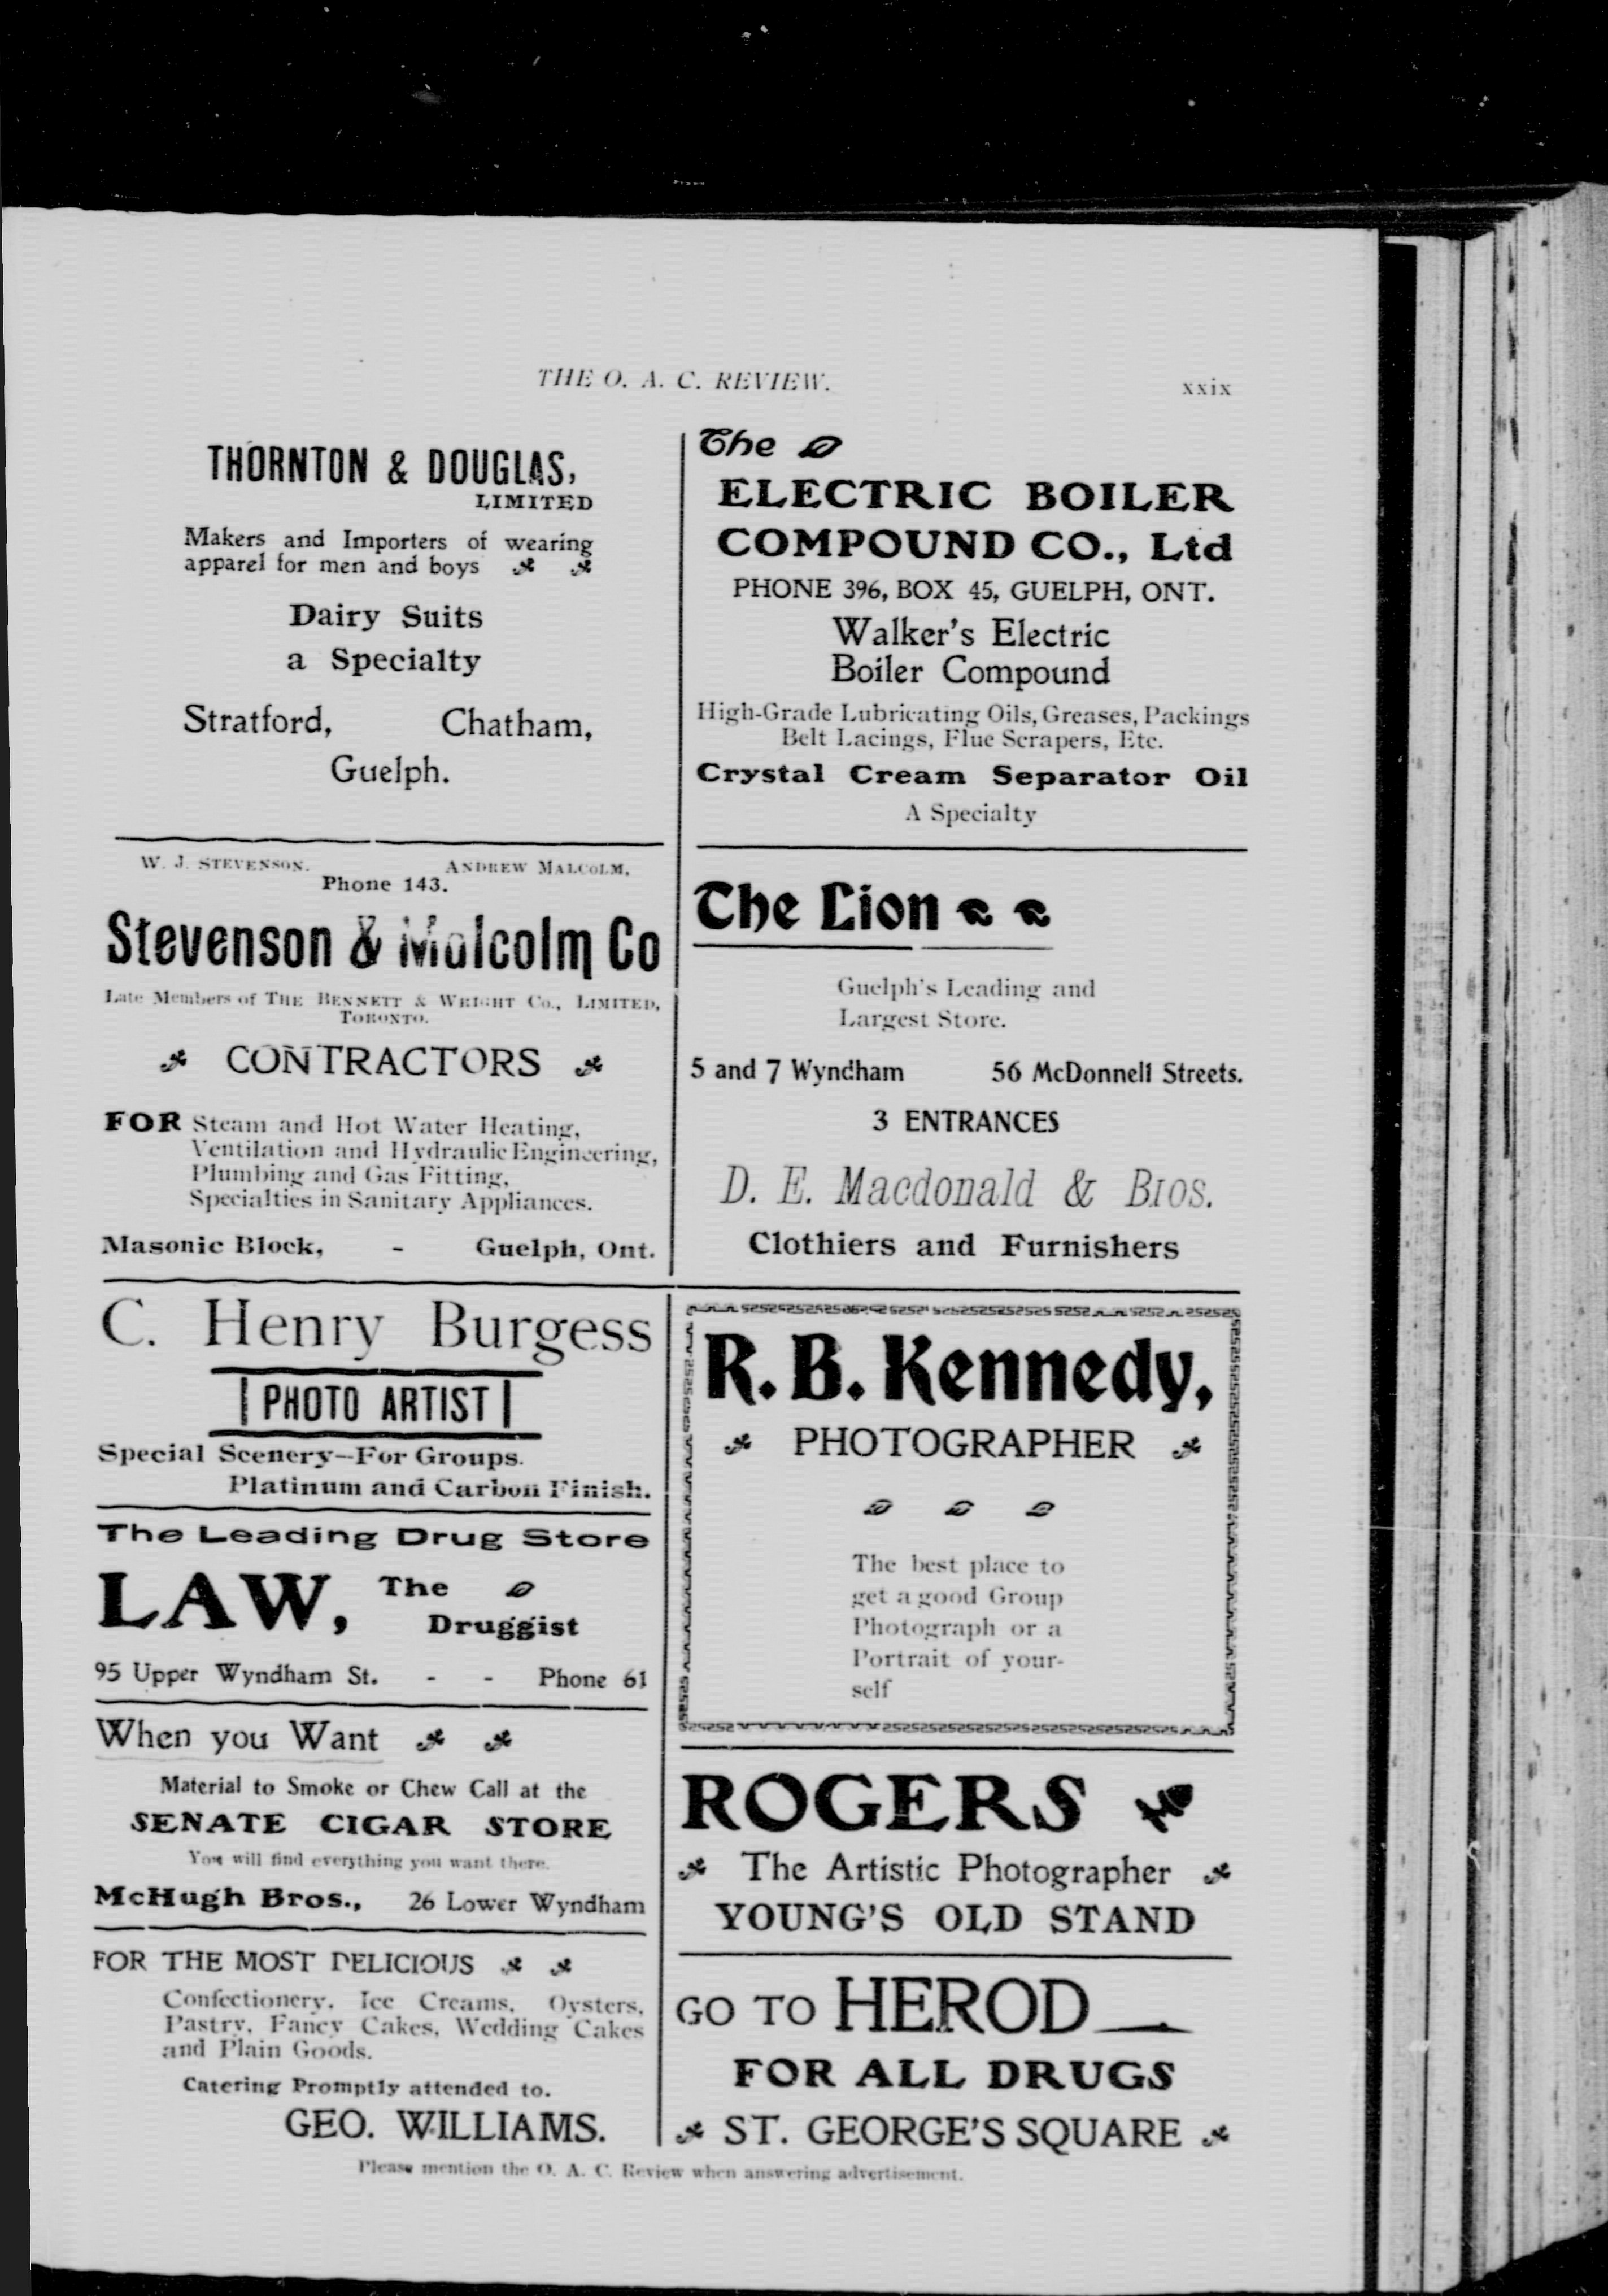 THE O. A. C. REVIEW.
xxix
THORNTON & DOUGLAS,
LIMITED
Makers and Importers of wearing
apparel for men and boys
Dairy Suits
a Specialty
Stratford, Chatham,
Guelph.
W. J. STEVENSON. ANDREW MALCOLM,
Phone 143.
Stevenson & Malcolm Co
Late Members of THE BENNETT & WRIGHT Co., LIMITED,
TORONTO.
CONTRACTORS
FOR Steam and Hot Water Heating,
Ventilation and Hydraulic Engineering,
Plumbing and Gas Fitting,
Specialties in Sanitary Appliances.
Masonic Block, - Guelph, Ont.
C. Henry Burgess
PHOTO ARTIST
Special Scenery—For Groups.
Platinum and Carbon Finish.
The Leading Drug Store
LAW, The
Druggist
95 Upper Wyndham St. - - Phone 61
When you Want
Material to Smoke or Chew Call at the
SENATE CIGAR STORE
You will find everything you want there.
McHugh Bros., 26 Lower Wyndham
FOR THE MOST DELICIOUS
Confectionery, Ice Creams, Oysters,
Pastry, Fancy Cakes, Wedding Cakes
and Plain Goods.
Catering Promptly attended to.
GEO. WILLIAMS.
The
ELECTRIC BOILER
COMPOUND CO., Ltd
PHONE 396, BOX 45, GUELPH, ONT.
Walker's Electric
Boiler Compound
High-Grade Lubricating Oils, Greases, Packings
Belt Lacings, Flue Scrapers, Etc.
Crystal Cream Separator Oil
A Specialty
The Lion
Guelph's Leading and
Largest Store.
5 and 7 Wyndham 56 McDonnell Streets.
3 ENTRANCES
D. E. Macdonald & Bros.
Clothiers and Furnishers
R. B. Kennedy,
PHOTOGRAPHER
The best place to
get a good Group
Photograph or a
Portrait of your-
self
ROGERS
The Artistic Photographer
YOUNG'S OLD STAND
GO TO HEROD
FOR ALL DRUGS
ST. GEORGE'S SQUARE
Please mention the O. A. C. Review when answering advertisement.